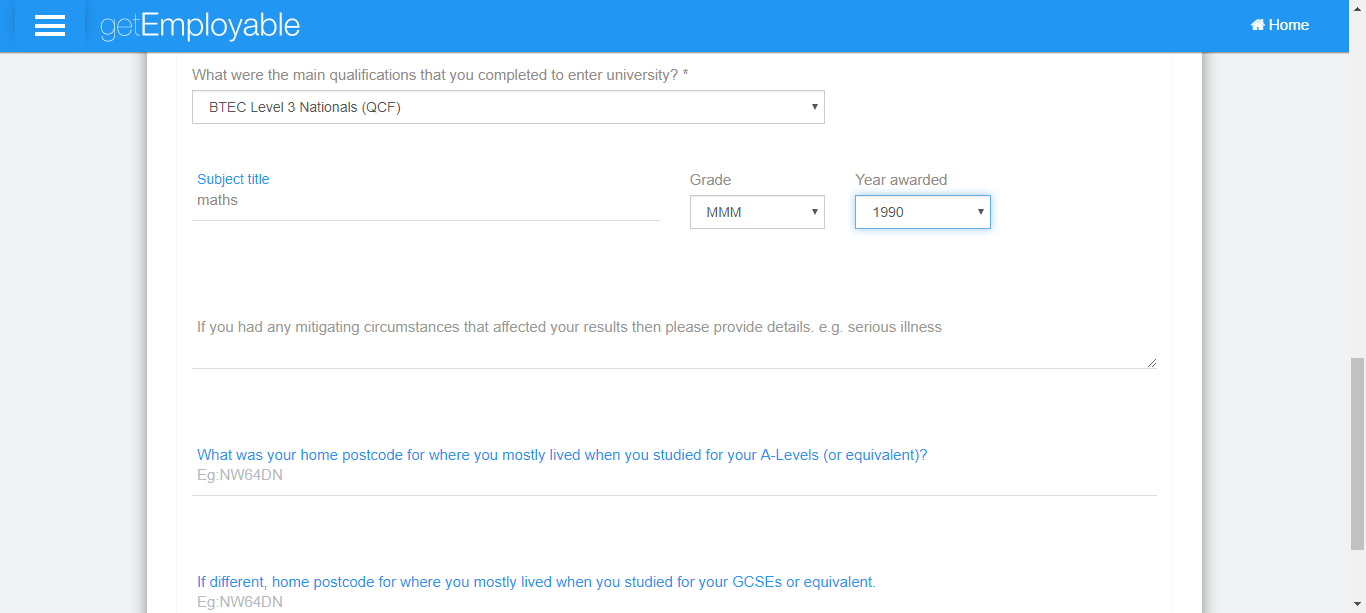 getEmployable Home
What were the main qualifications that you completed to enter university? *
BTEC Level 3 Nationals (QCF)
Subject title Grade Year awarded
maths MMM 1990
If you had any mitigating circumstances that affected your results then please provide details. e.g. serious illness
What was your home postcode for where you mostly lived when you studied for your A-Levels (or equivalent)?
Eg:NW64DN
If different, home postcode for where you mostly lived when you studied for your GCSEs or equivalent.
Eg:NW64DN